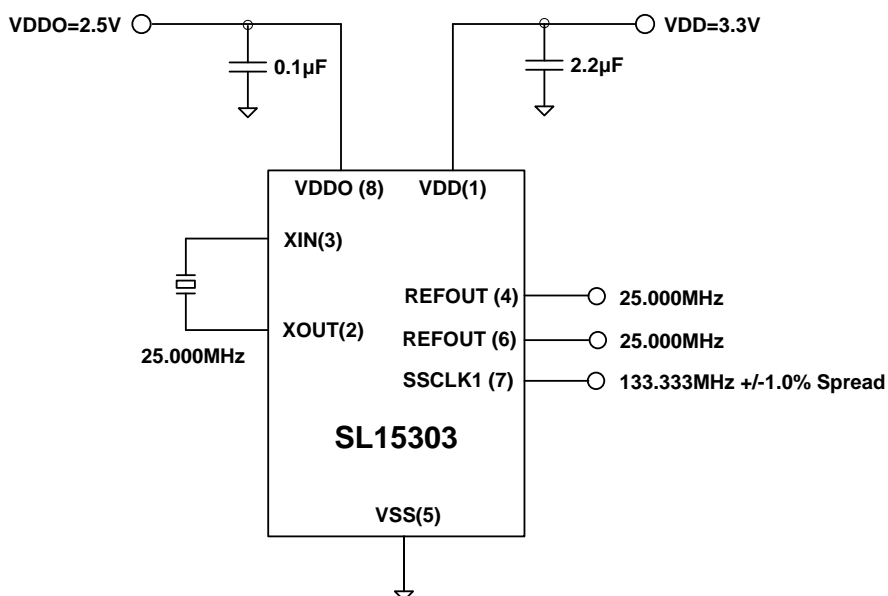 VDDO=2.5V
VDD=3.3V
0.1µF
2.2µF
VDDO (8)
VDD(1)
XIN(3)
REFOUT (4)
25.000MHz
XOUT(2)
REFOUT (6)
25.000MHz
25.000MHz
SSCLK1 (7)
133.333MHz +/-1.0% Spread
SL15303
VSS(5)